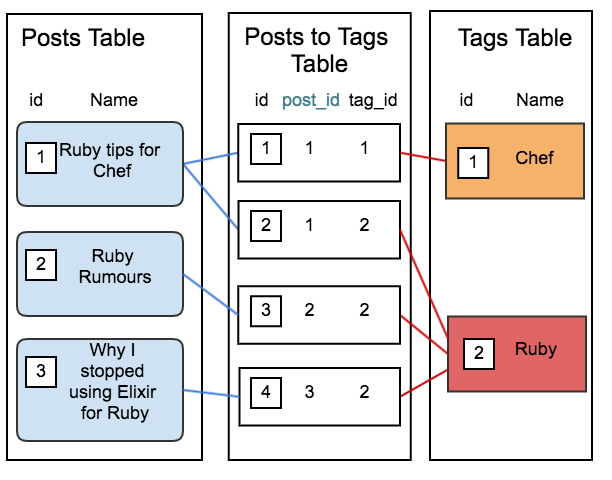 Posts Table
id Name
1 Ruby tips for
Chef
2 Ruby
Rumours
3 Why I
stopped
using Elixir
for Ruby
Posts to Tags
Table
id post_id tag_id
1 1 1
2 1 2
3 2 2
4 3 2
Tags Table
id Name
1 Chef
2 Ruby